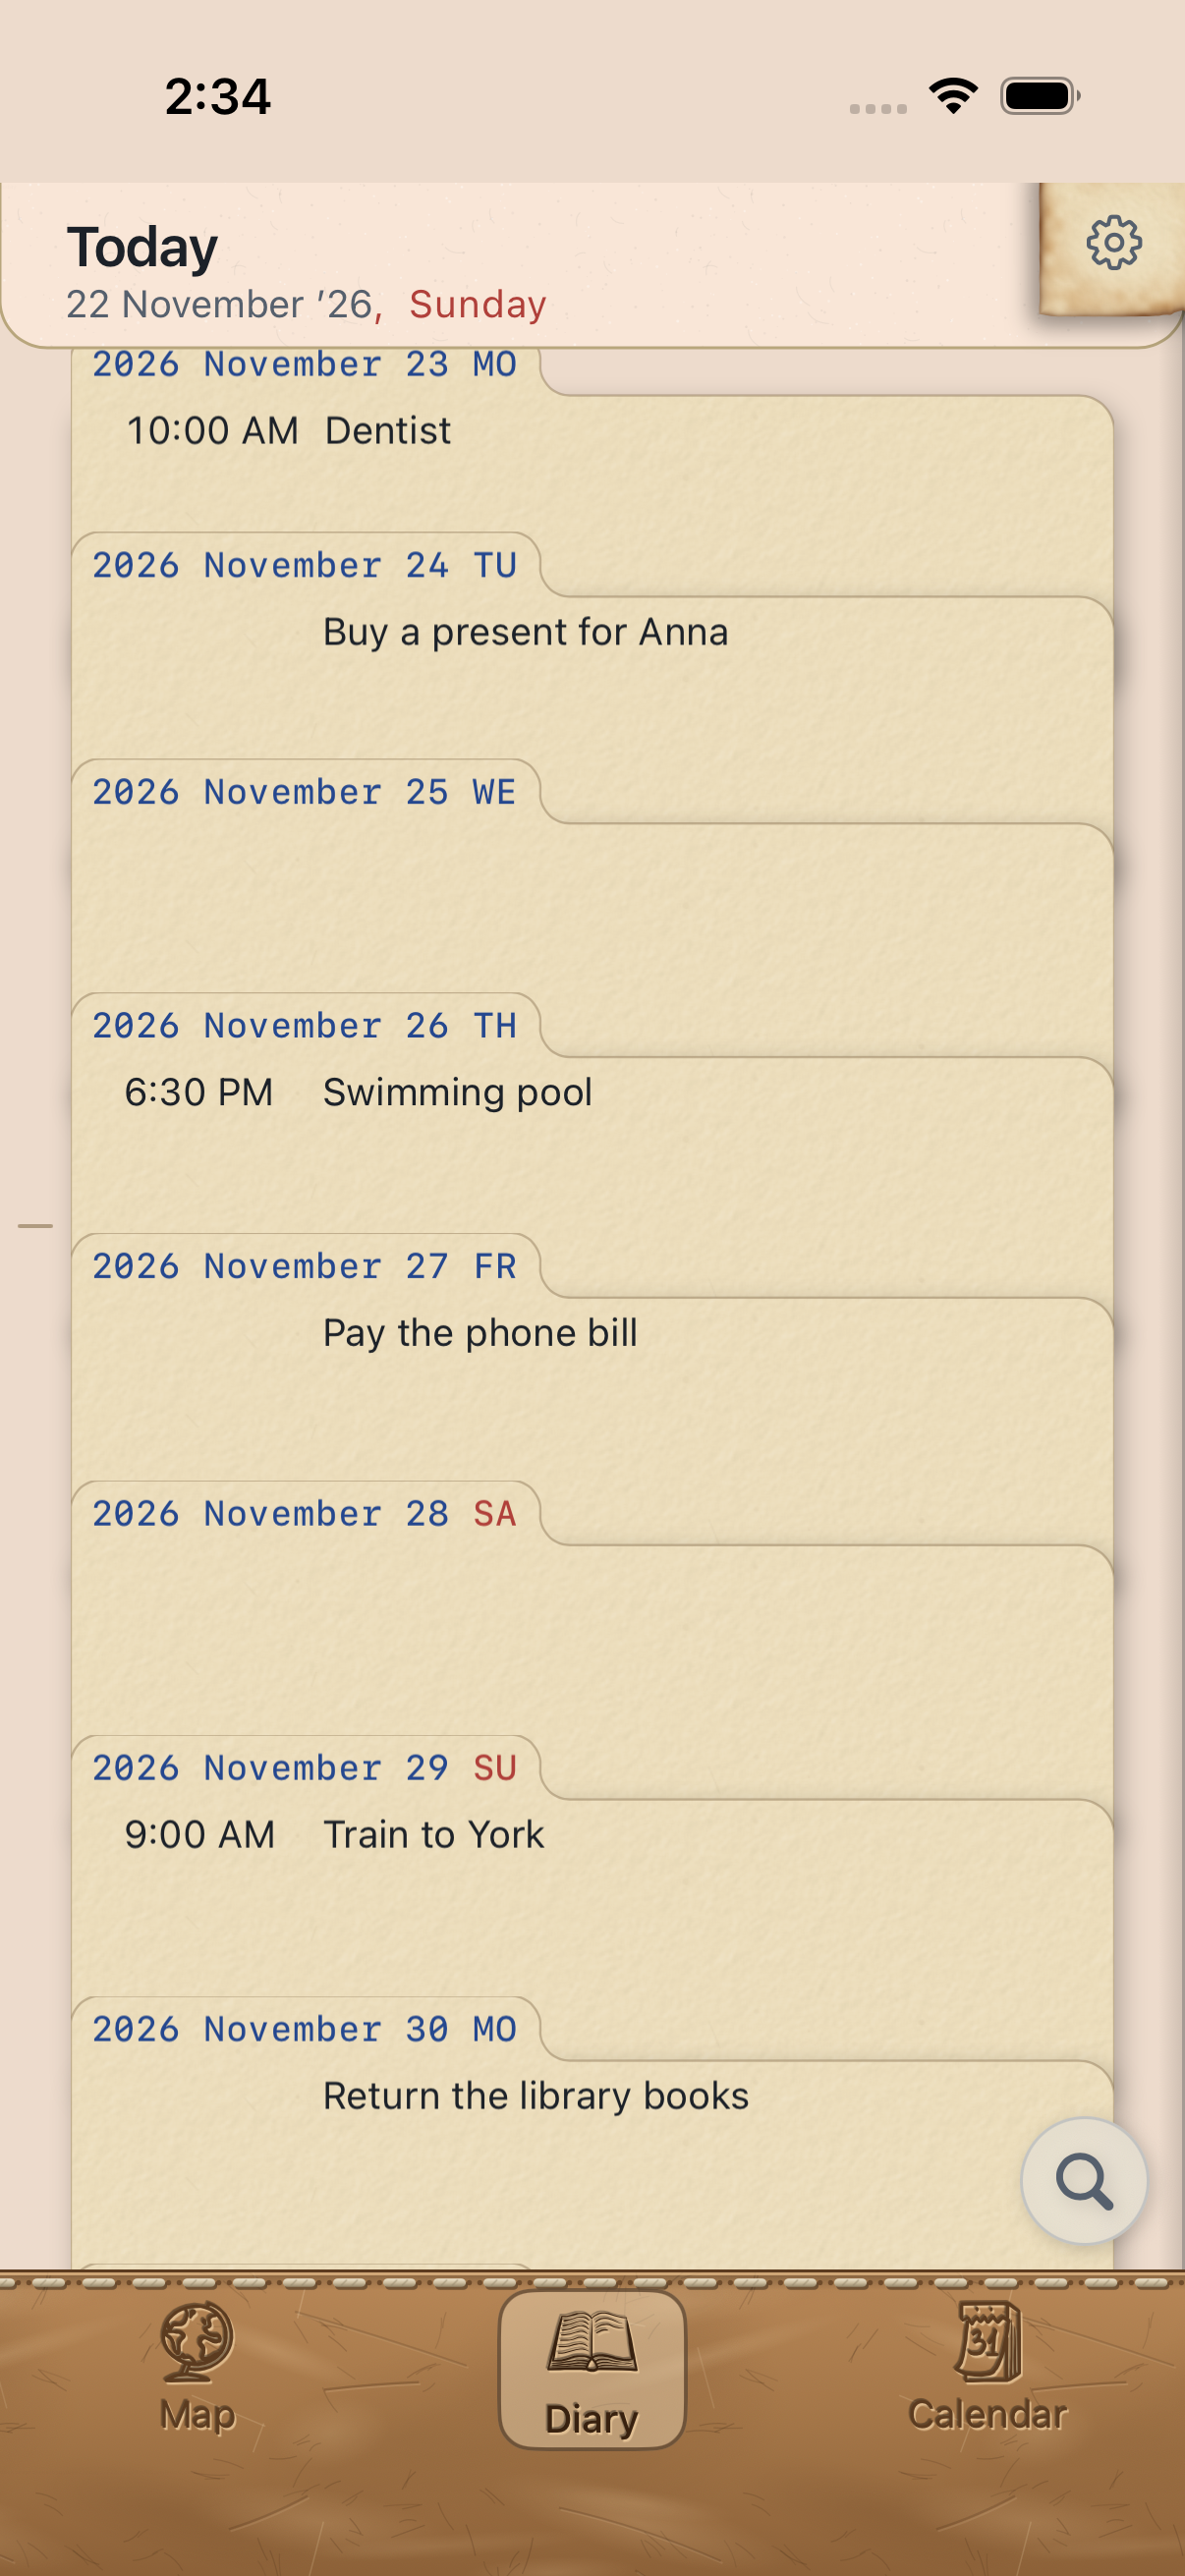 2:34
Today
22 November ’26, Sunday
2026 November 23 MO
10:00 AM Dentist
2026 November 24 TU
Buy a present for Anna
2026 November 25 WE
2026 November 26 TH
6:30 PM Swimming pool
2026 November 27 FR
Pay the phone bill
2026 November 28 SA
2026 November 29 SU
9:00 AM Train to York
2026 November 30 MO
Return the library books
31
Map Diary Calendar